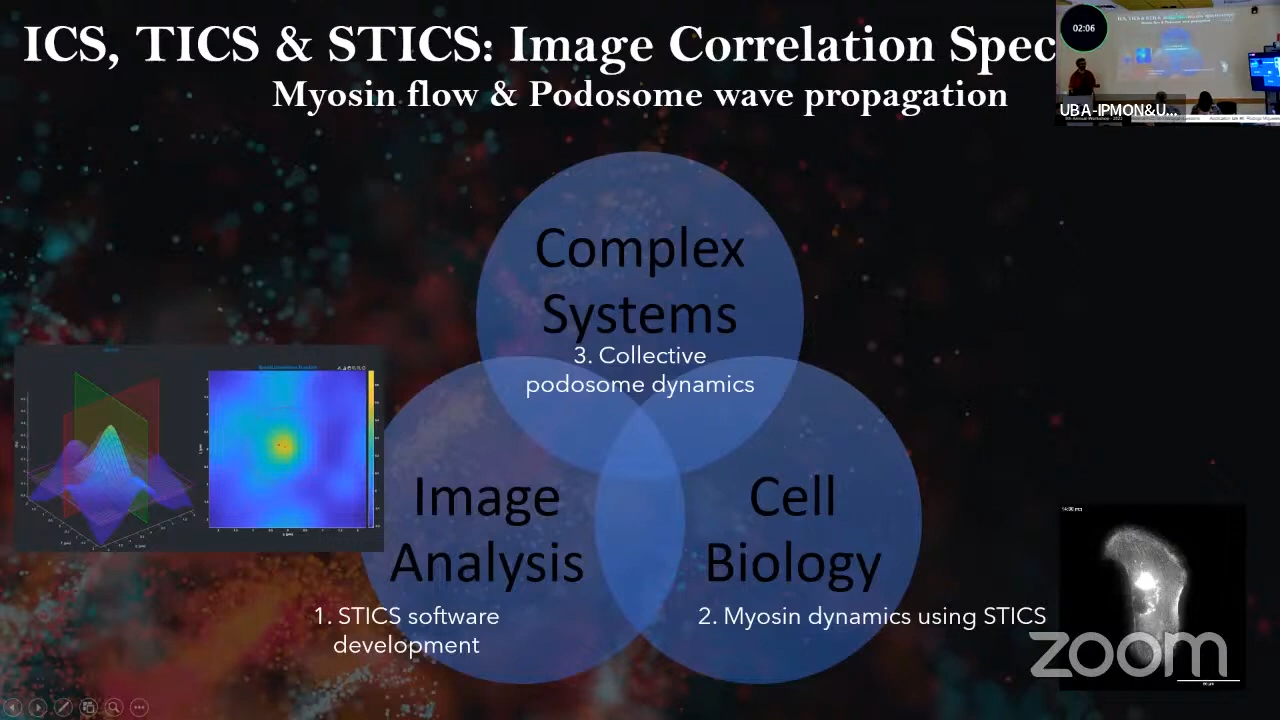 ICS, TICS & STICS: Image Correlation Spec
Myosin flow & Podosome wave propagation
02:06
UBA-IPMON&U...
Complex
Systems
3. Collective
podosome dynamics
Image
Analysis
1. STICS software
development
Cell
Biology
2. Myosin dynamics using STICS
zoom